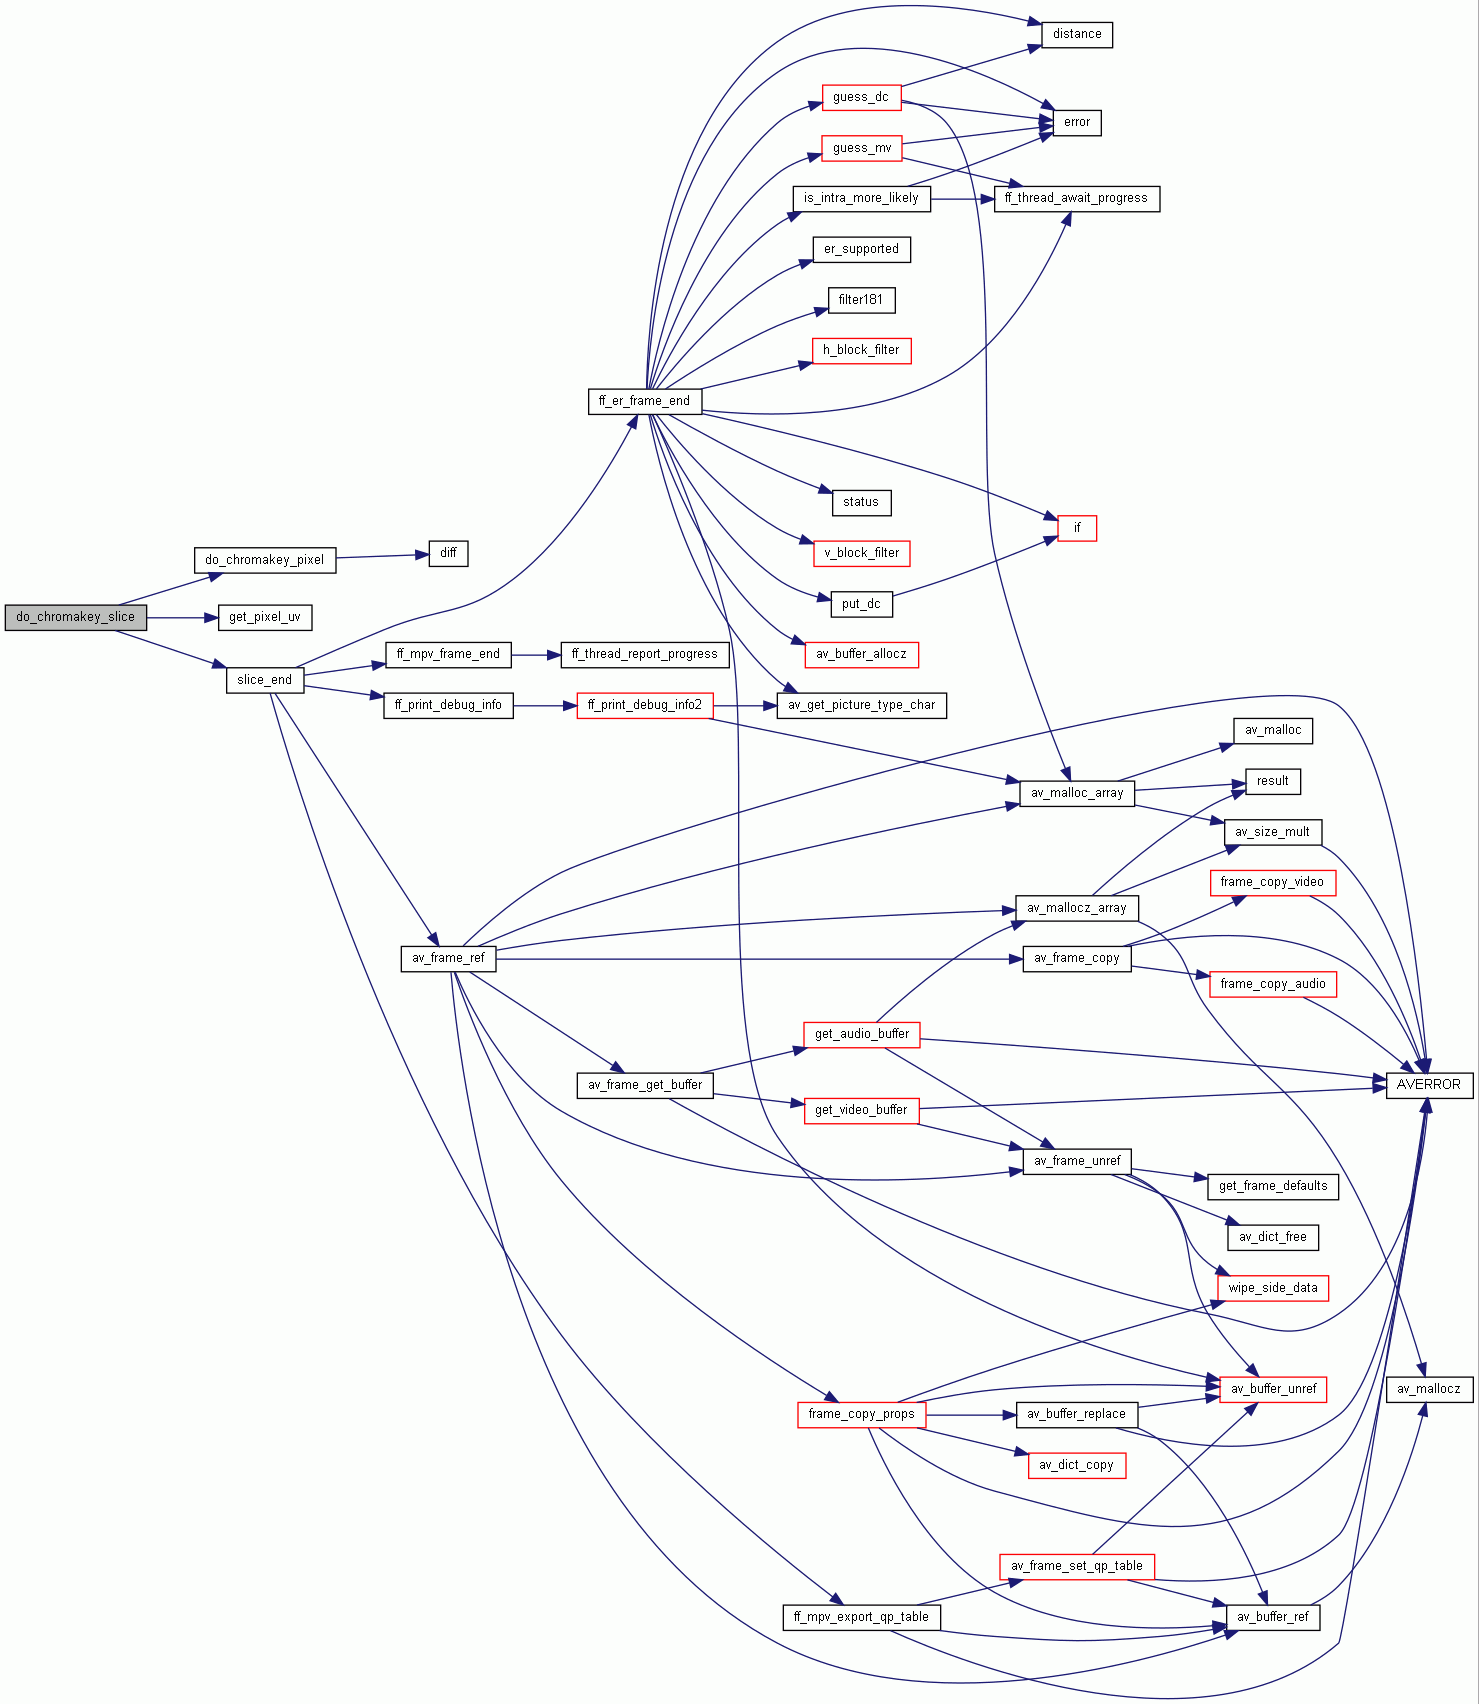 distance
guess_dc
error
guess_mv
is_intra_more_likely
ff_thread_await_progress
er_supported
filter181
h_block_filter
ff_er_frame_end
status
if
do_chromakey_pixel
diff
v_block_filter
do_chromakey_slice
get_pixel_uv
put_dc
ff_mpv_frame_end
ff_thread_report_progress
av_buffer_allocz
slice_end
ff_print_debug_info
ff_print_debug_info2
av_get_picture_type_char
av_malloc
result
av_malloc_array
av_size_mult
frame_copy_video
av_mallocz_array
av_frame_ref
av_frame_copy
frame_copy_audio
get_audio_buffer
av_frame_get_buffer
AVERROR
get_video_buffer
av_frame_unref
get_frame_defaults
av_dict_free
wipe_side_data
av_buffer_unref
av_mallocz
frame_copy_props
av_buffer_replace
av_dict_copy
av_frame_set_qp_table
ff_mpv_export_qp_table
av_buffer_ref